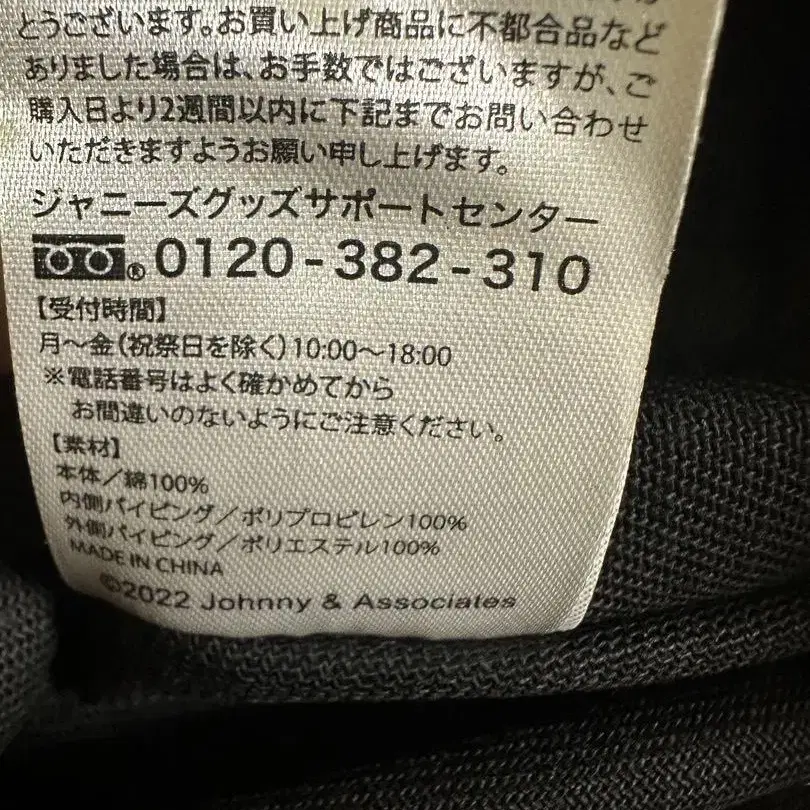 とうございます。お買い上げ商品に不都合品など
ありました場合は、お手数ではございますが、ご
購入日より2週間以内に下記までお問い合わせ
いただきますようお願い申し上げます。
ジャニーズグッズサポートセンター
®0120-382-310
【受付時間】
月～金（祝祭日を除く）10:00～18:00
※電話番号はよく確かめてから
お間違いのないようにご注意ください。
【素材】
本体／綿100%
内側パイピング／ポリプロピレン100%
外側パイピング／ポリエステル100%
MADE IN CHINA
©2022 Johnny & Associates